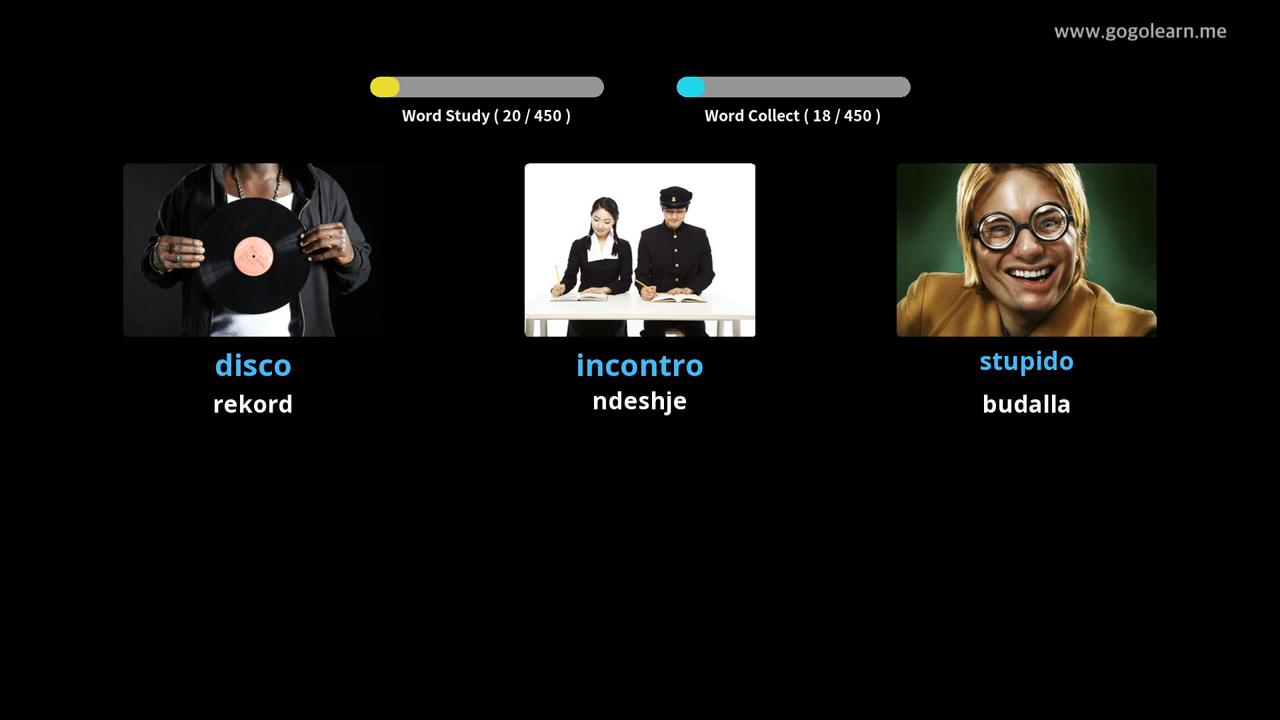 www.gogolearn.me
Word Study ( 20 / 450 )
Word Collect ( 18 / 450 )
disco
rekord
incontro
ndeshje
stupido
budalla